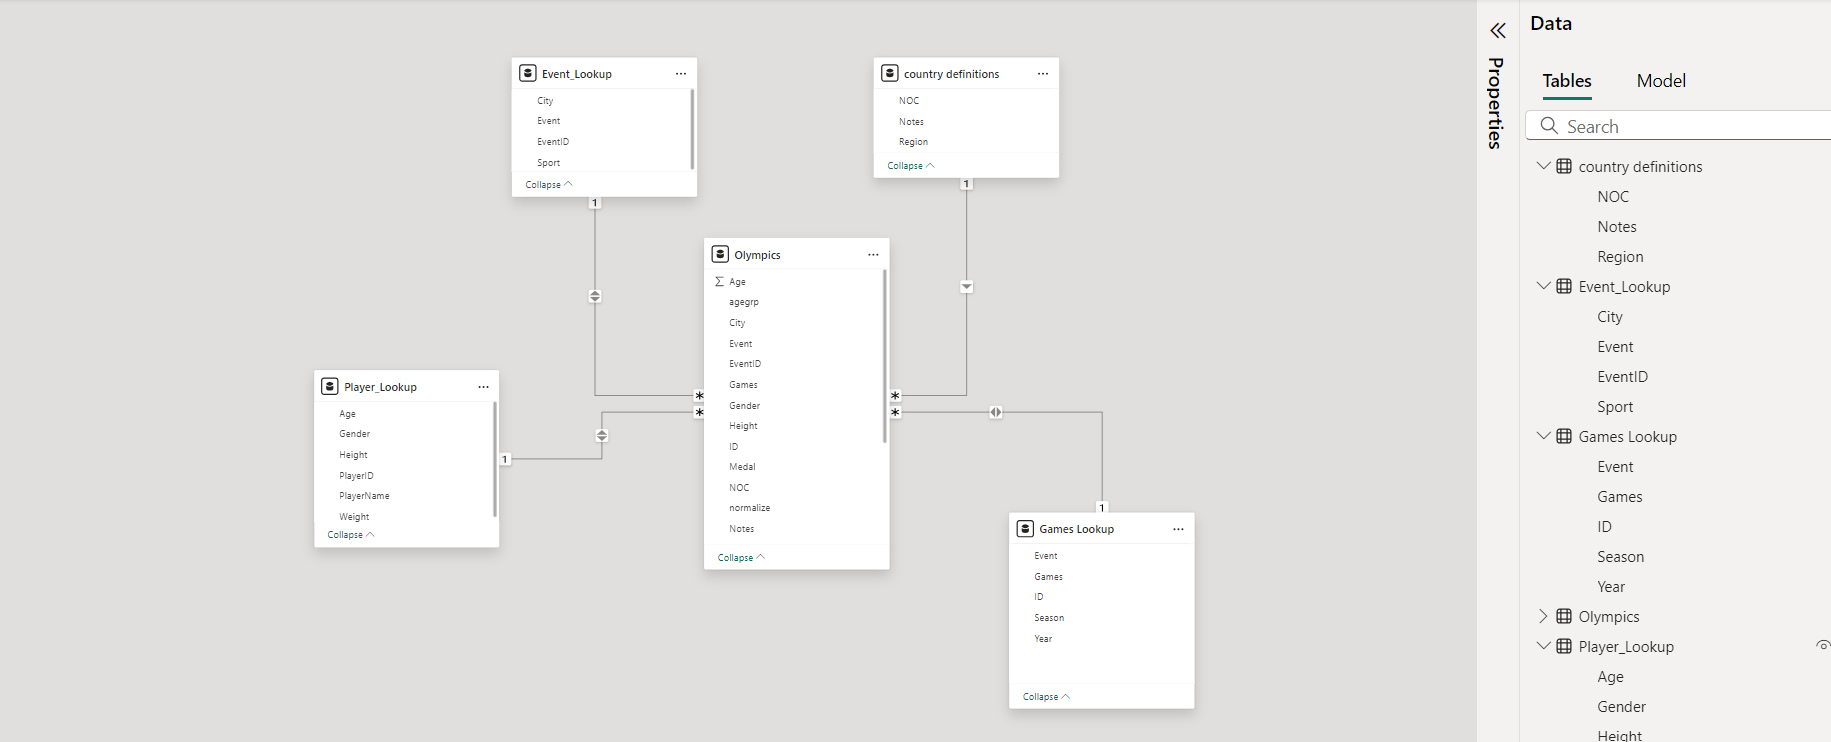 Event_Lookup
City
Event
EventID
Sport
Collapse
1
country definitions
NOC
Notes
Region
Collapse
1
Olympics
Σ Age
agegrp
City
Event
EventID
Games
Gender
Height
ID
Medal
NOC
normalize
Notes
Collapse
*
*
*
*
Player_Lookup
Age
Gender
Height
PlayerID
PlayerName
Weight
Collapse
1
Games Lookup
Event
Games
ID
Season
Year
Collapse
1
Properties
Data
Tables Model
Search
country definitions
NOC
Notes
Region
Event_Lookup
City
Event
EventID
Sport
Games Lookup
Event
Games
ID
Season
Year
Olympics
Player_Lookup
Age
Gender
Height